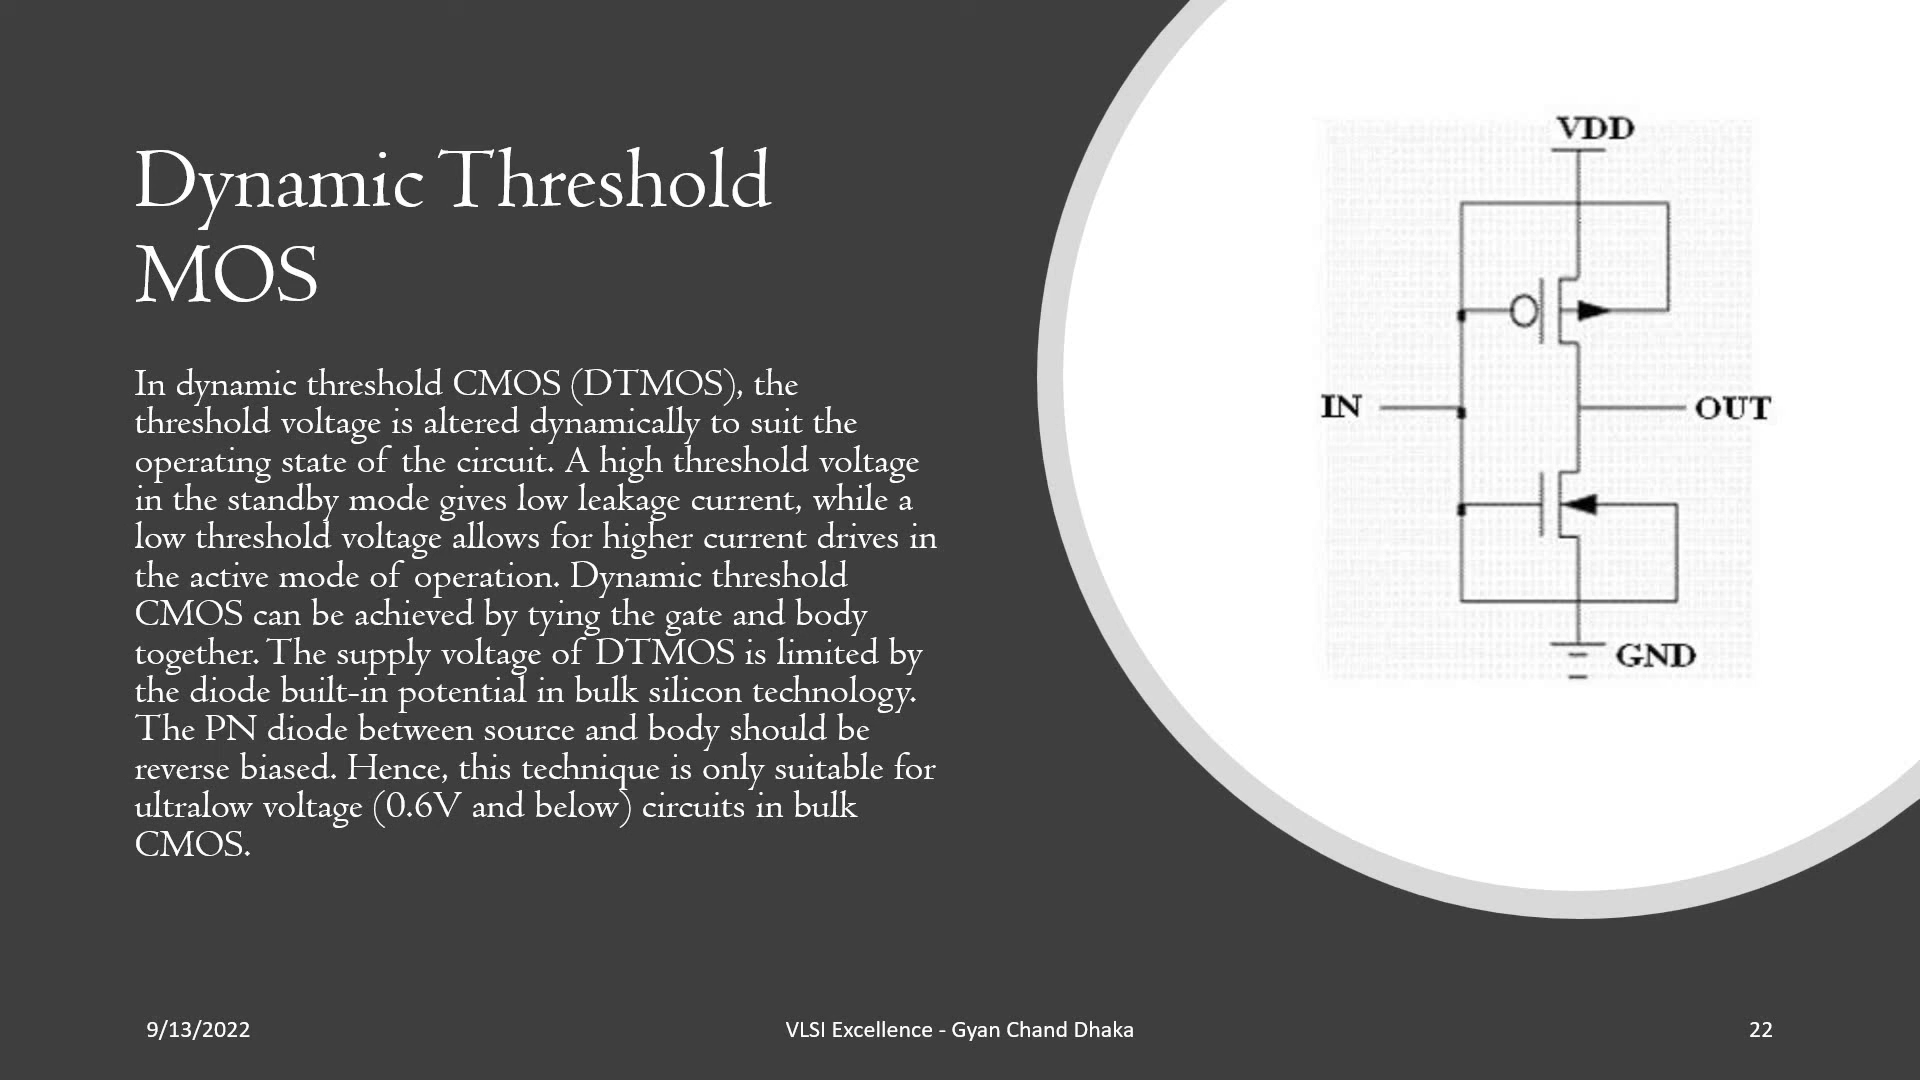 Dynamic Threshold
MOS
In dynamic threshold CMOS (DTMOS), the
threshold voltage is altered dynamically to suit the
operating state of the circuit. A high threshold voltage
in the standby mode gives low leakage current, while a
low threshold voltage allows for higher current drives in
the active mode of operation. Dynamic threshold
CMOS can be achieved by tying the gate and body
together. The supply voltage of DTMOS is limited by
the diode built-in potential in bulk silicon technology.
The PN diode between source and body should be
reverse biased. Hence, this technique is only suitable for
ultralow voltage (0.6V and below) circuits in bulk
CMOS.
VDD
IN
OUT
GND
9/13/2022
VLSI Excellence - Gyan Chand Dhaka
22